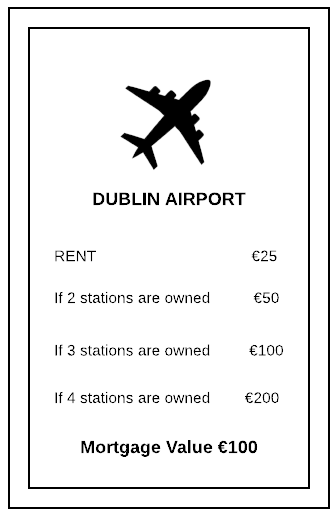 DUBLIN AIRPORT
RENT €25
If 2 stations are owned €50
If 3 stations are owned €100
If 4 stations are owned €200
Mortgage Value €100